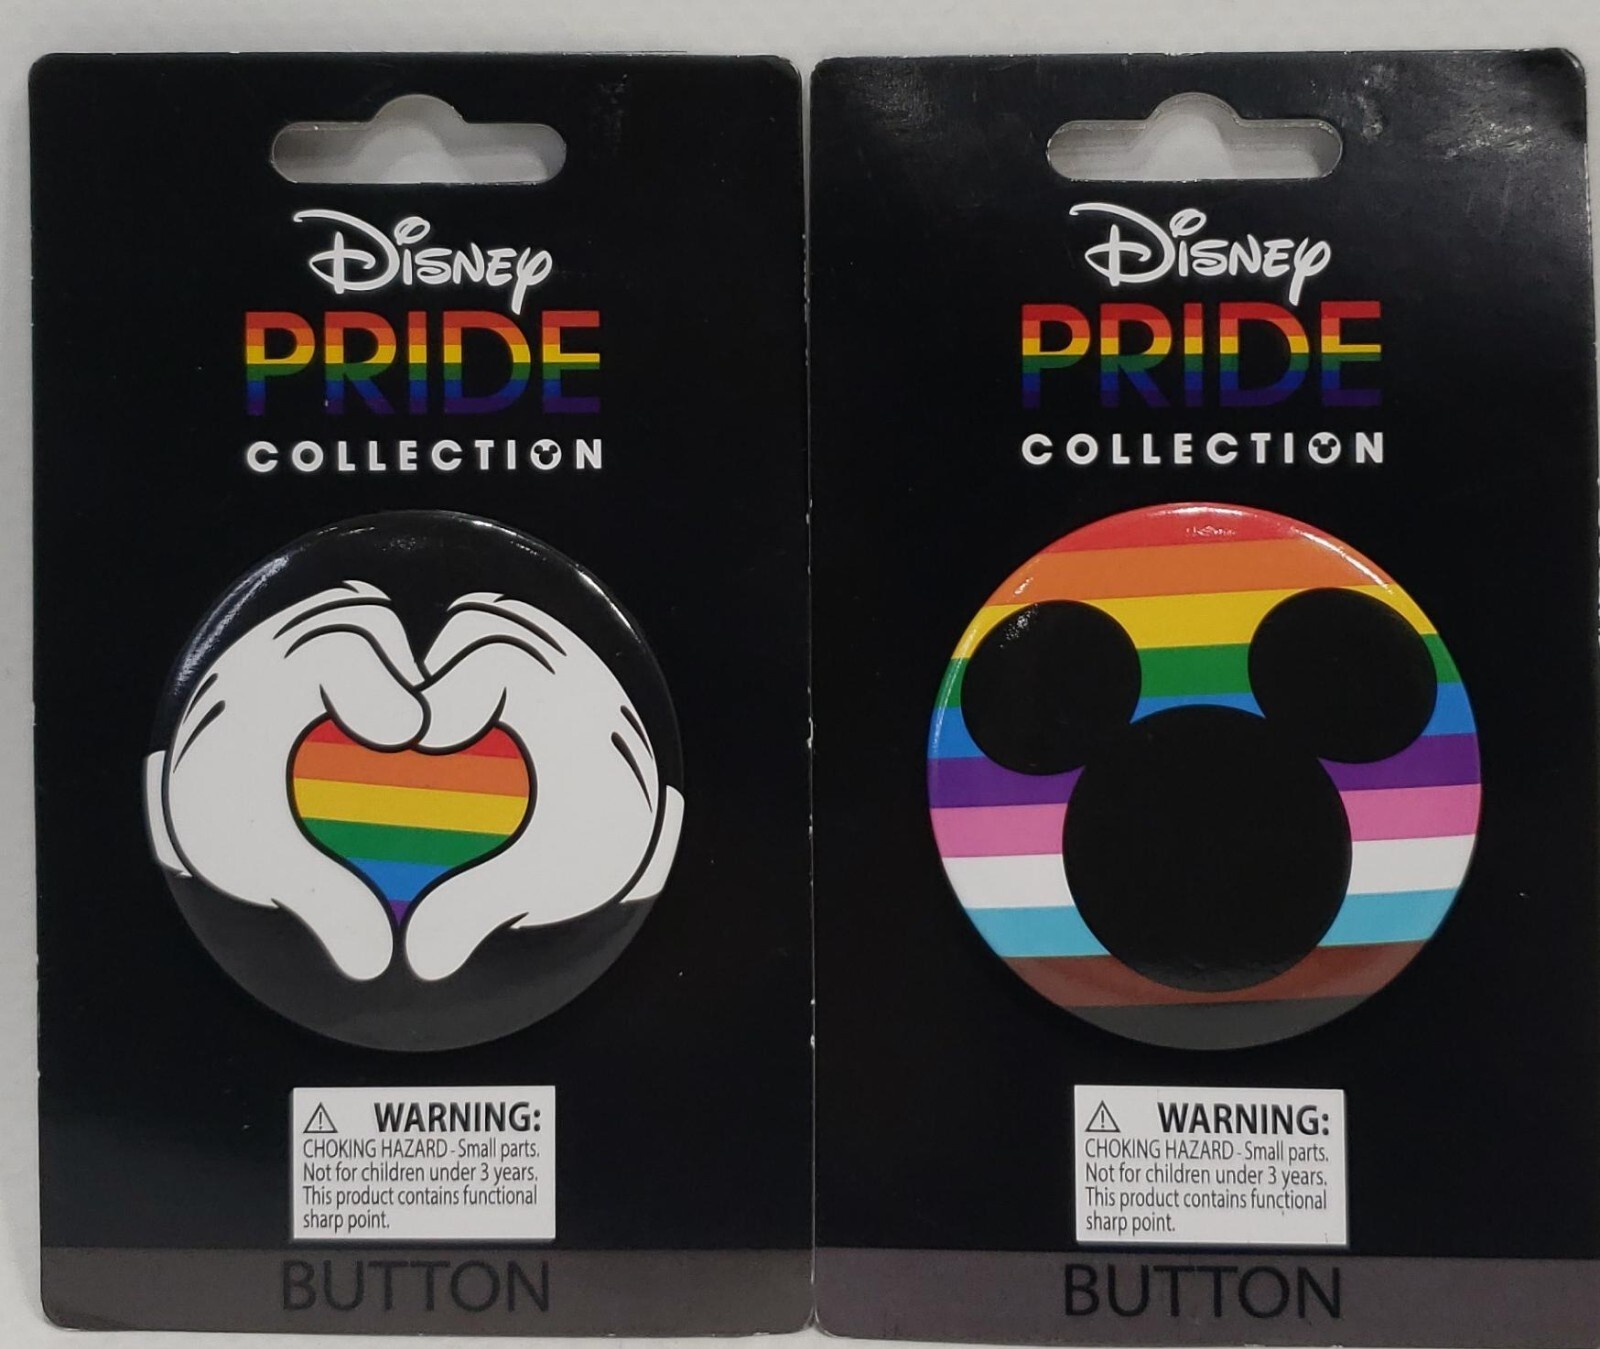 Disney
PRIDE
COLLECTION
WARNING:
CHOKING HAZARD - Small parts.
Not for children under 3 years.
This product contains functional
sharp point.
BUTTON
Disney
PRIDE
COLLECTION
WARNING:
CHOKING HAZARD - Small parts.
Not for children under 3 years.
This product contains functional
sharp point.
BUTTON